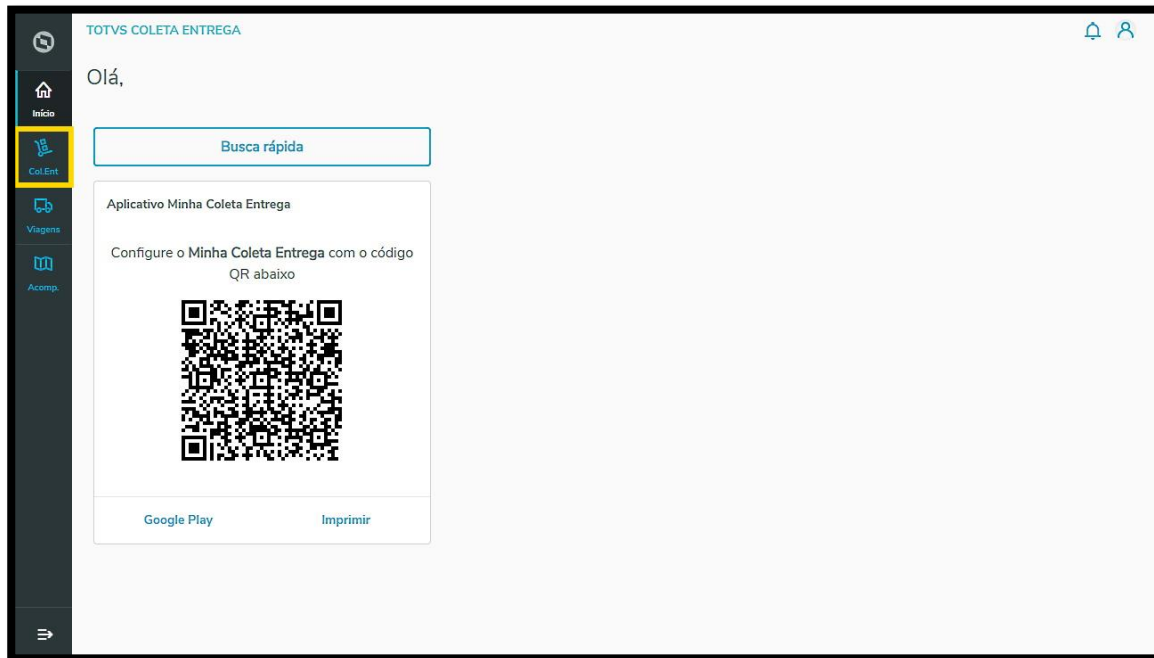 TOTVS COLETA ENTREGA
Olá,
Início
Col.Ent
Viagens
Acomp.
Busca rápida
Aplicativo Minha Coleta Entrega
Configure o Minha Coleta Entrega com o código
QR abaixo
Google Play
Imprimir